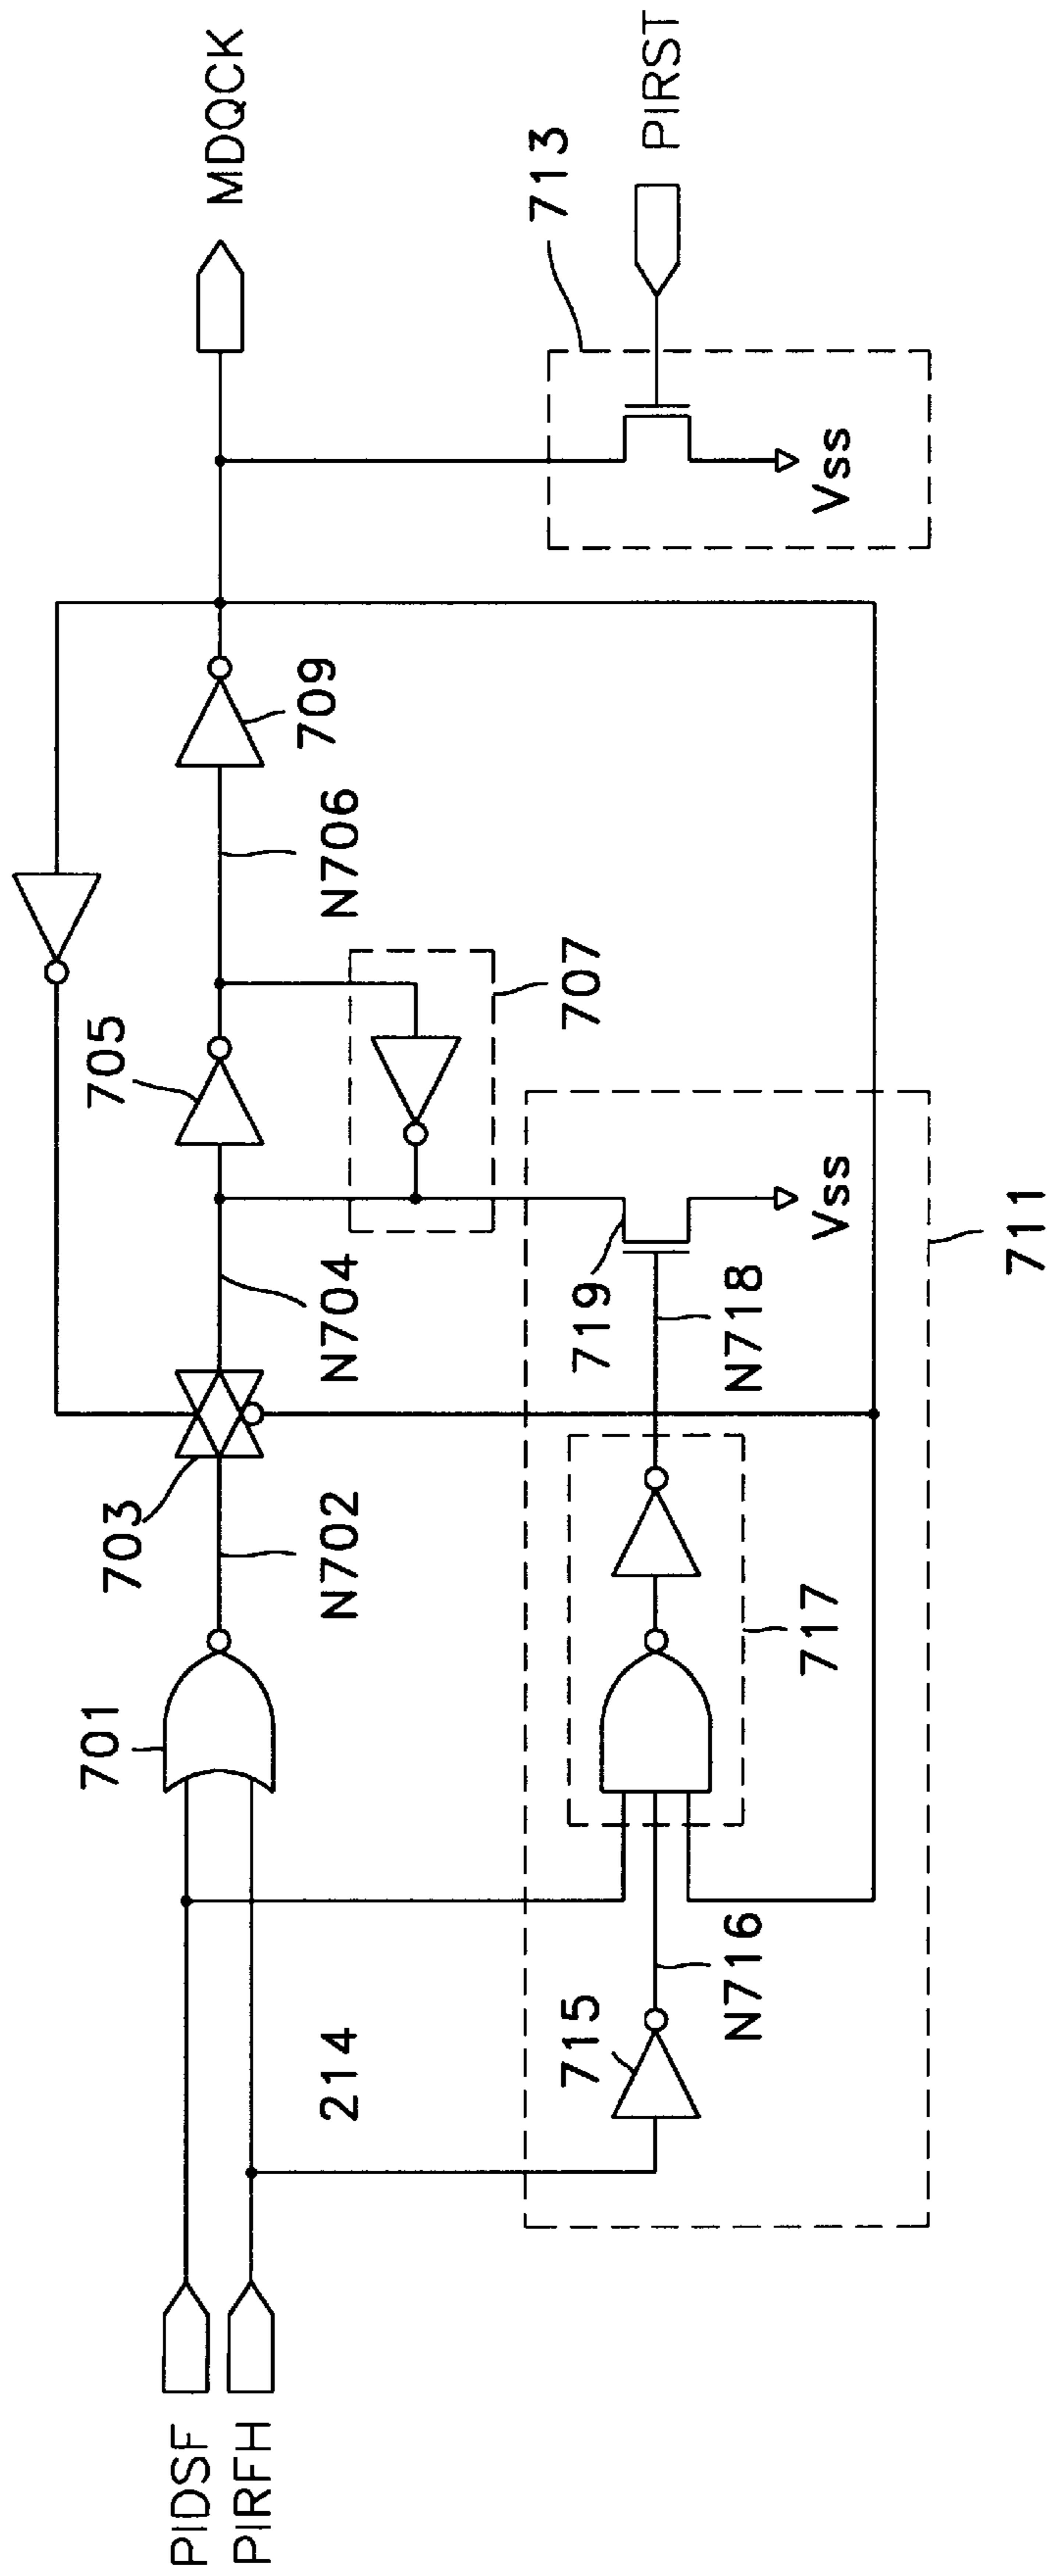 PIDSF
PIRFH
214
701
N702
703
N704
705
N706
709
MDQCK
707
715
N716
717
N718
719
Vss
711
713
Vss
PIRST